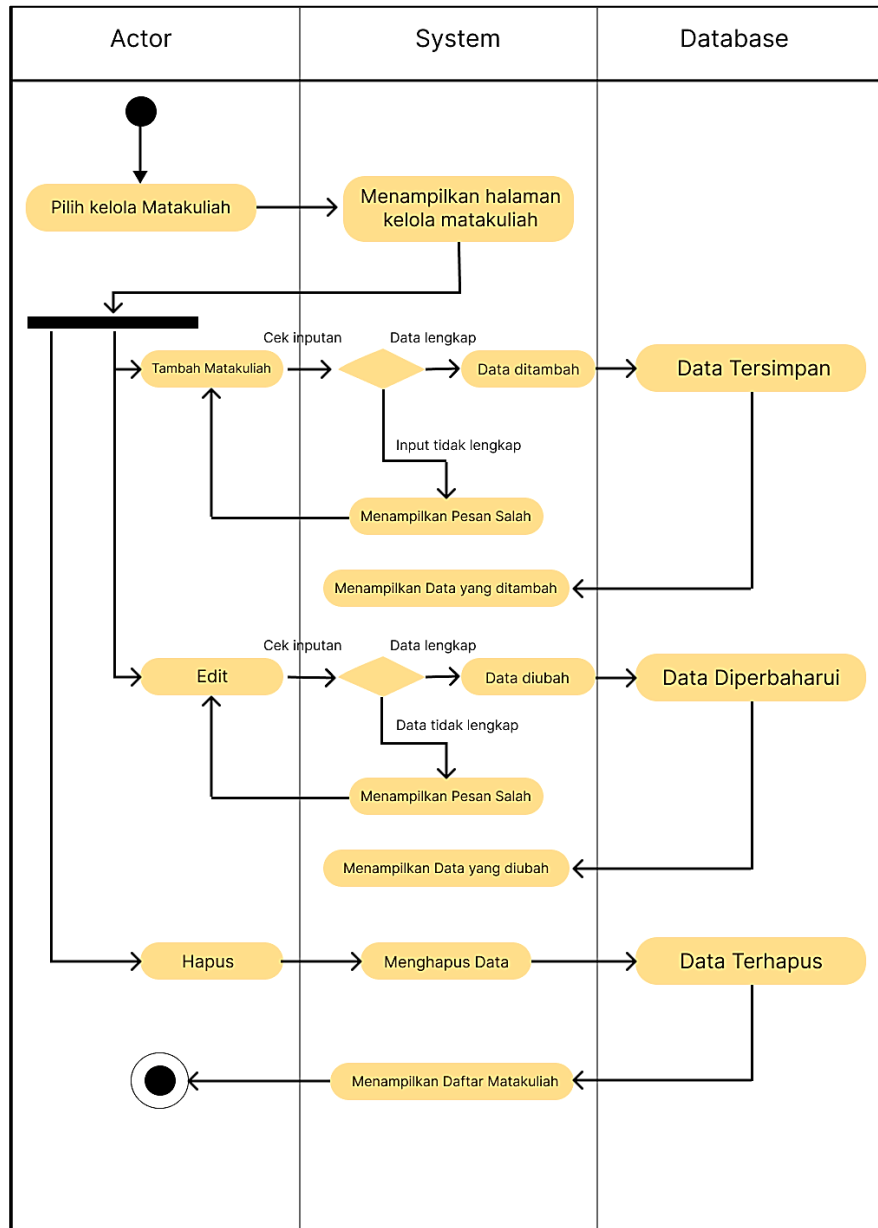 Actor
System
Database
Pilih kelola Matakuliah
Menampilkan halaman
kelola matakuliah
Cek inputan
Data lengkap
Tambah Matakuliah
Data ditambah
Data Tersimpan
Input tidak lengkap
Menampilkan Pesan Salah
Menampilkan Data yang ditambah
Cek inputan
Data lengkap
Edit
Data diubah
Data Diperbaharui
Data tidak lengkap
Menampilkan Pesan Salah
Menampilkan Data yang diubah
Hapus
Menghapus Data
Data Terhapus
Menampilkan Daftar Matakuliah